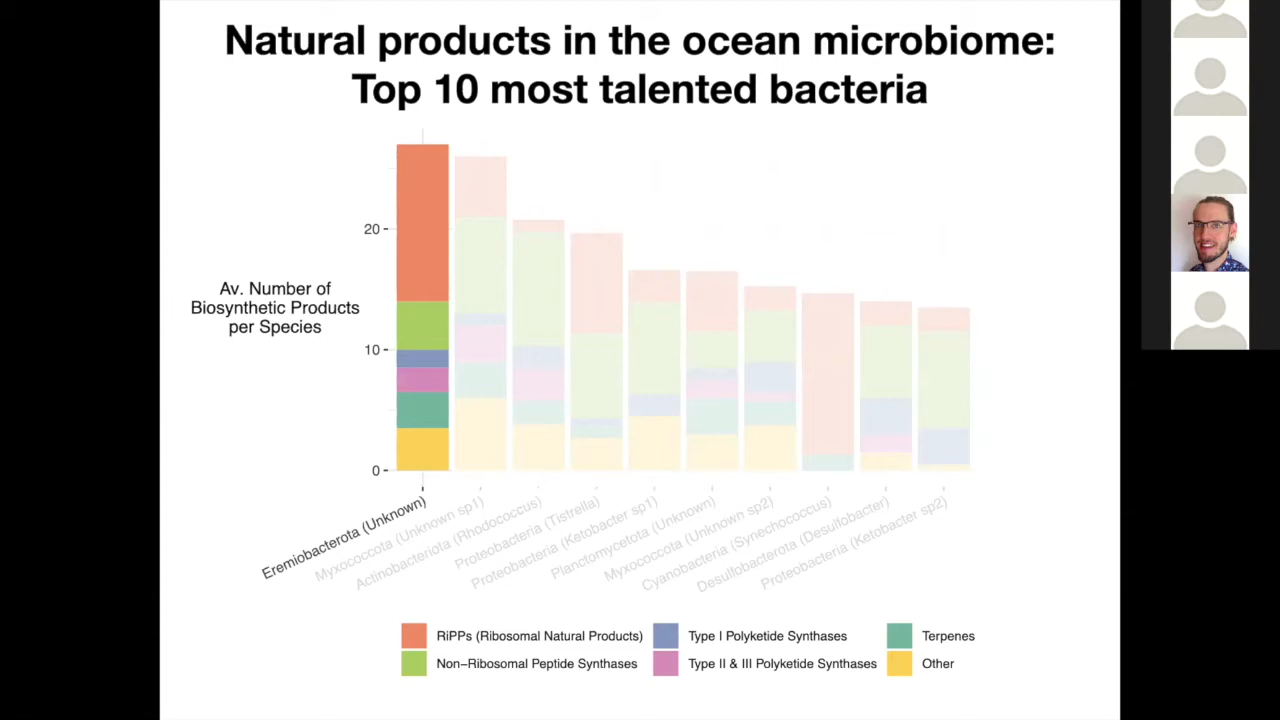 Natural products in the ocean microbiome:
Top 10 most talented bacteria
Av. Number of
Biosynthetic Products
per Species
20
10
0
Eremiobacterota (Unknown)
Myxococcota (Unknown sp1)
Actinobacteriota (Rhodococcus)
Proteobacteria (Tistrella)
Proteobacteria (Ketobacter sp1)
Planctomycetota (Unknown)
Myxococcota (Unknown sp2)
Cyanobacteria (Synechococcus)
Desulfobacterota (Desulfobacter)
Proteobacteria (Ketobacter sp2)
RiPPs (Ribosomal Natural Products)
Type I Polyketide Synthases
Terpenes
Non–Ribosomal Peptide Synthases
Type II & III Polyketide Synthases
Other